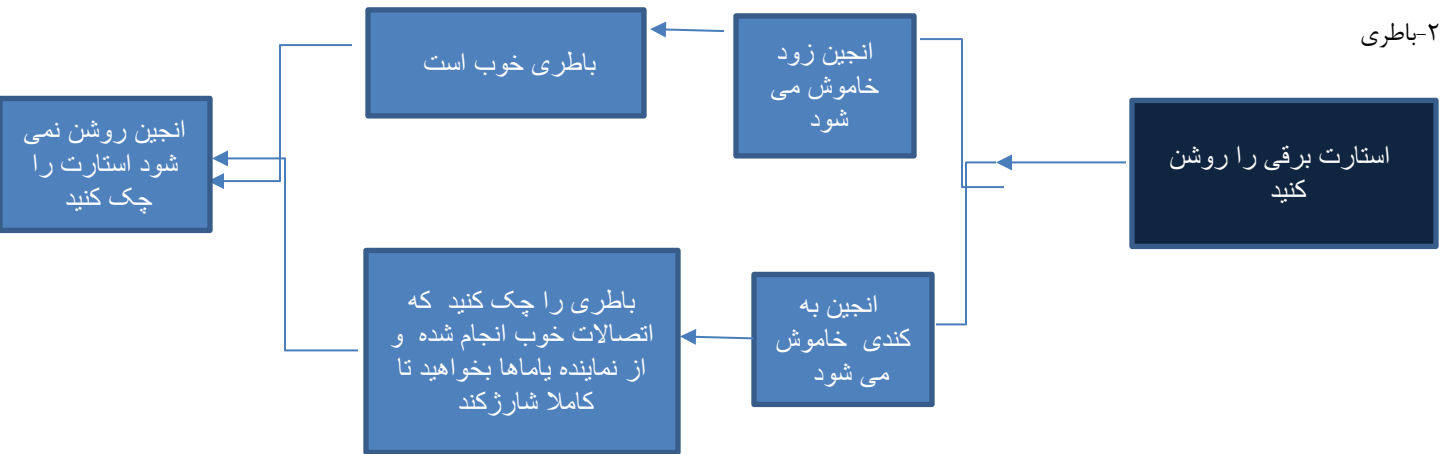 ۲-باطری
استارت برقی را روشن
کنید
انجین زود
خاموش می
شود
باطری خوب است
انجین به
کندی خاموش
می شود
باطری را چک کنید که
اتصالات خوب انجام شده و
از نماینده یاماها بخواهید تا
کاملا شارژکند
انجین روشن نمی
شود استارت را
چک کنید